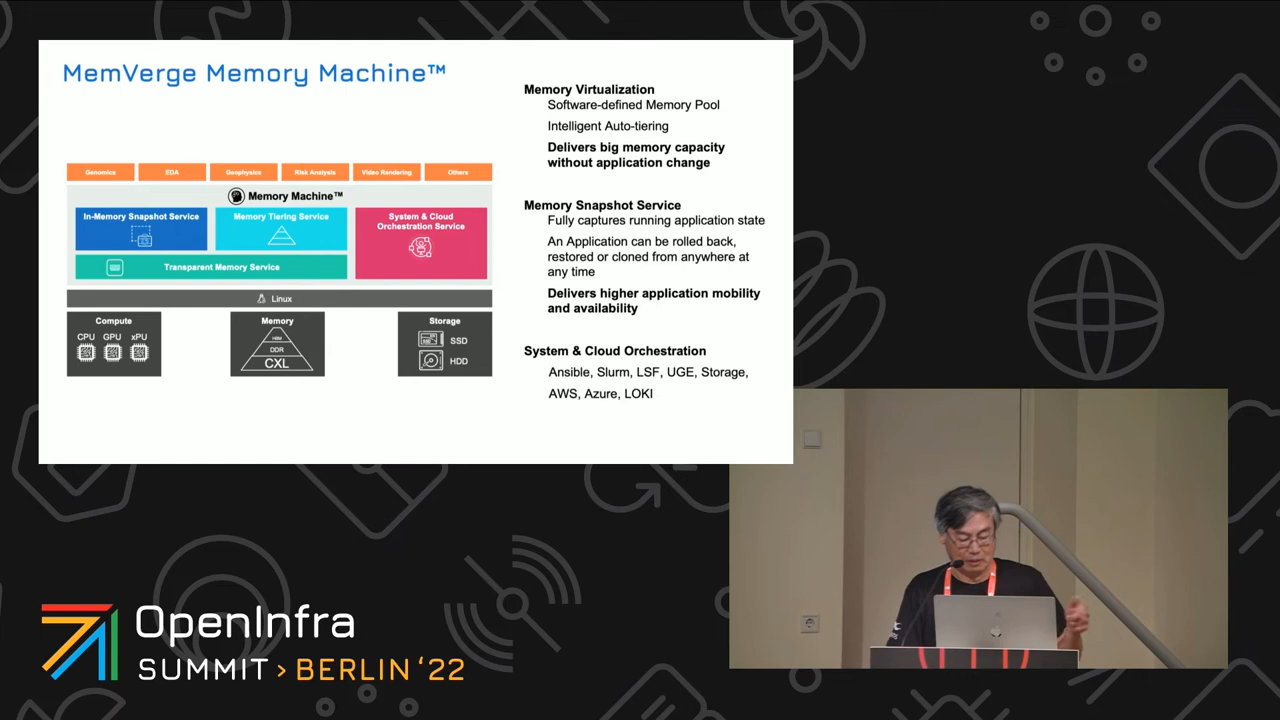 MemVerge Memory Machine™
Genomics
EDA
Geophysics
Risk Analysis
Video Rendering
Others
Memory Machine™
In-Memory Snapshot Service
Memory Tiering Service
System & Cloud
Orchestration Service
Transparent Memory Service
Linux
Compute
CPU GPU xPU
Memory
HBM
DDR
CXL
Storage
SSD
HDD
Memory Virtualization
Software-defined Memory Pool
Intelligent Auto-tiering
Delivers big memory capacity
without application change
Memory Snapshot Service
Fully captures running application state
An Application can be rolled back,
restored or cloned from anywhere at
any time
Delivers higher application mobility
and availability
System & Cloud Orchestration
Ansible, Slurm, LSF, UGE, Storage,
AWS, Azure, LOKI
OpenInfra
SUMMIT > BERLIN ‘22